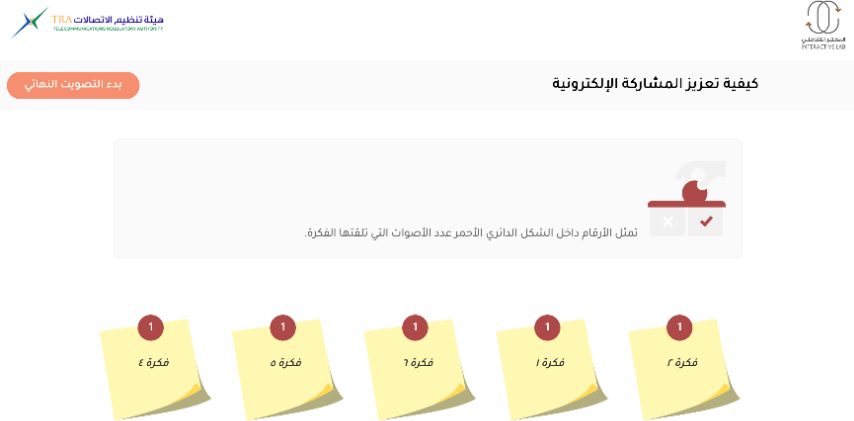 هيئة تنظيم الاتصالات TRA
TELECOMMUNICATIONS REGULATORY AUTHORITY
المختبر التفاعلي
INTERACTIVE LAB
كيفية تعزيز المشاركة الإلكترونية
بدء التصويت النهائي
تمثل الأرقام داخل الشكل الدائري الأحمر عدد الأصوات التي تلقتها الفكرة.
1
فكرة ٢
1
فكرة ١
1
فكرة ٦
1
فكرة ٥
1
فكرة ٤